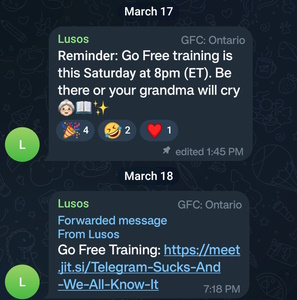 March 17
Lusos GFC: Ontario
Reminder: Go Free training is
this Saturday at 8pm (ET). Be
there or your grandma will cry
👵🏻📖✨
🎉 4 🤣 2 ❤️ 1
edited 1:45 PM
L
March 18
Lusos GFC: Ontario
Forwarded message
From Lusos
Go Free Training: https://meet
.jit.si/Telegram-Sucks-And
-We-All-Know-It
7:18 PM
L